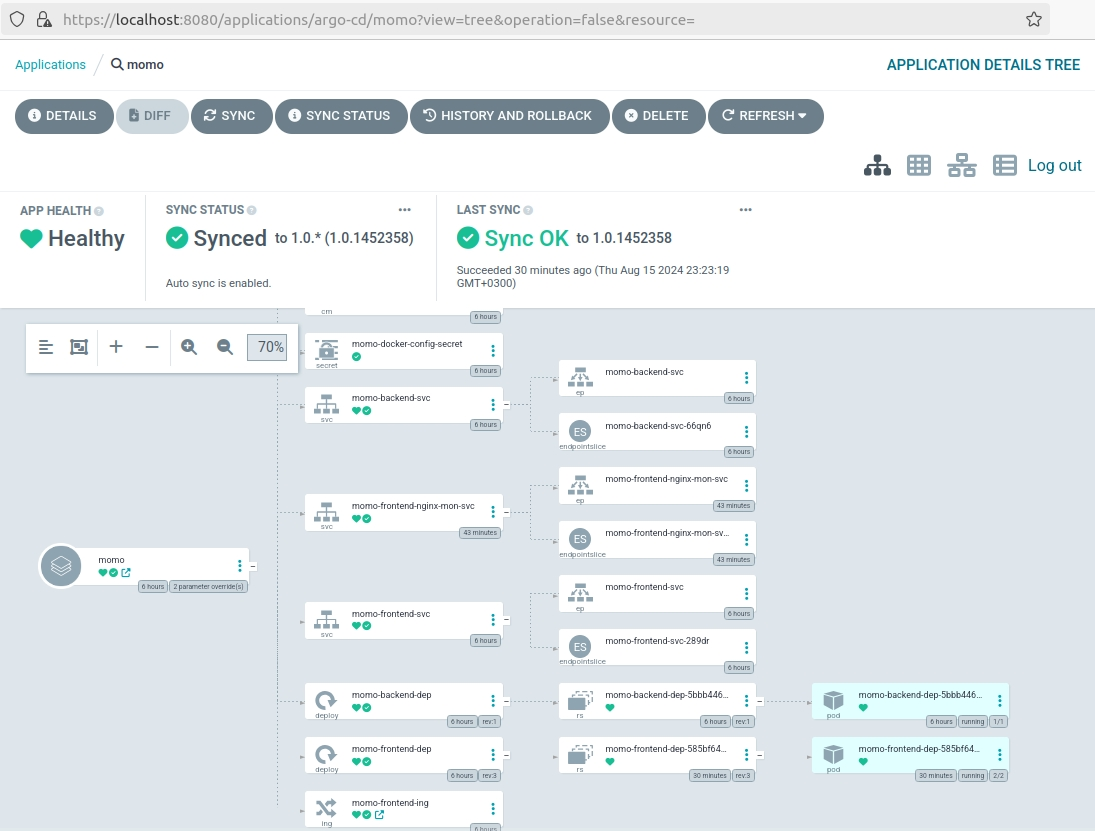 https://localhost:8080/applications/argo-cd/momo?view=tree&operation=false&resource=
Applications / momo
APPLICATION DETAILS TREE
DETAILS
DIFF
SYNC
SYNC STATUS
HISTORY AND ROLLBACK
DELETE
REFRESH
Log out
APP HEALTH
Healthy
SYNC STATUS
Synced to 1.0.* (1.0.1452358)
Auto sync is enabled.
LAST SYNC
Sync OK to 1.0.1452358
Succeeded 30 minutes ago (Thu Aug 15 2024 23:23:19
GMT+0300)
70%
cm
6 hours
momo-docker-config-secret
secret
6 hours
momo-backend-svc
svc
6 hours
momo-backend-svc
ep
6 hours
momo-backend-svc-66qn6
ES
endpointslice
6 hours
momo-frontend-nginx-mon-svc
svc
43 minutes
momo-frontend-nginx-mon-svc
ep
43 minutes
momo-frontend-nginx-mon-sv...
ES
endpointslice
43 minutes
momo
6 hours
2 parameter override(s)
momo-frontend-svc
svc
6 hours
momo-frontend-svc
ep
6 hours
momo-frontend-svc-289dr
ES
endpointslice
6 hours
momo-backend-dep
deploy
6 hours
rev:1
momo-backend-dep-5bbb446...
rs
6 hours
rev:1
momo-backend-dep-5bbb446...
pod
6 hours
running
1/1
momo-frontend-dep
deploy
6 hours
rev:3
momo-frontend-dep-585bf64...
rs
30 minutes
rev:3
momo-frontend-dep-585bf64...
pod
30 minutes
running
2/2
momo-frontend-ing
ing
6 hours